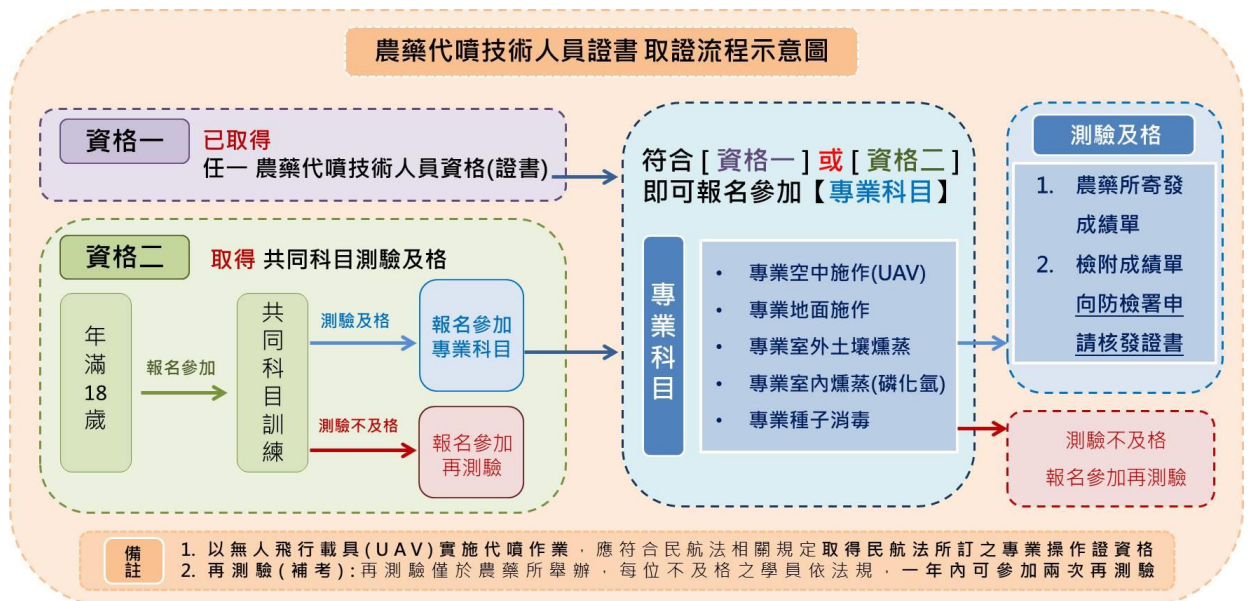 農藥代噴技術人員證書 取證流程示意圖
資格一
已取得
任一 農藥代噴技術人員資格(證書)
資格二
取得 共同科目測驗及格
年滿18歲
報名參加
共同科目訓練
測驗及格
報名參加
專業科目
測驗不及格
報名參加
再測驗
符合[資格一]或[資格二]
即可報名參加【專業科目】
專業科目
• 專業空中施作(UAV)
• 專業地面施作
• 專業室外土壤燻蒸
• 專業室內燻蒸(磷化氫)
• 專業種子消毒
測驗及格
1. 農藥所寄發
成績單
2. 檢附成績單
向防檢署申
請核發證書
測驗不及格
報名參加再測驗
備註
1. 以無人飛行載具(UAV)實施代噴作業，應符合民航法相關規定取得民航法所訂之專業操作證資格
2. 再測驗(補考):再測驗僅於農藥所舉辦，每位不及格之學員依法規，一年內可參加兩次再測驗